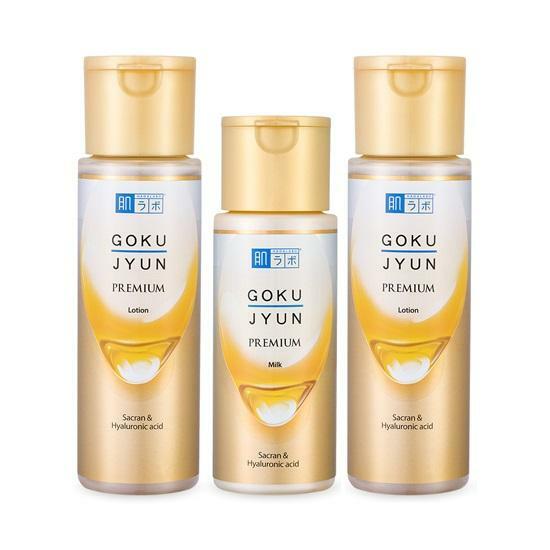 肌ラボ
GOKU
JYUN
PREMIUM
Lotion
Sacran &
Hyaluronic acid
肌ラボ
GOKU
JYUN
PREMIUM
Milk
Sacran &
Hyaluronic acid
肌ラボ
GOKU
JYUN
PREMIUM
Lotion
Sacran &
Hyaluronic acid